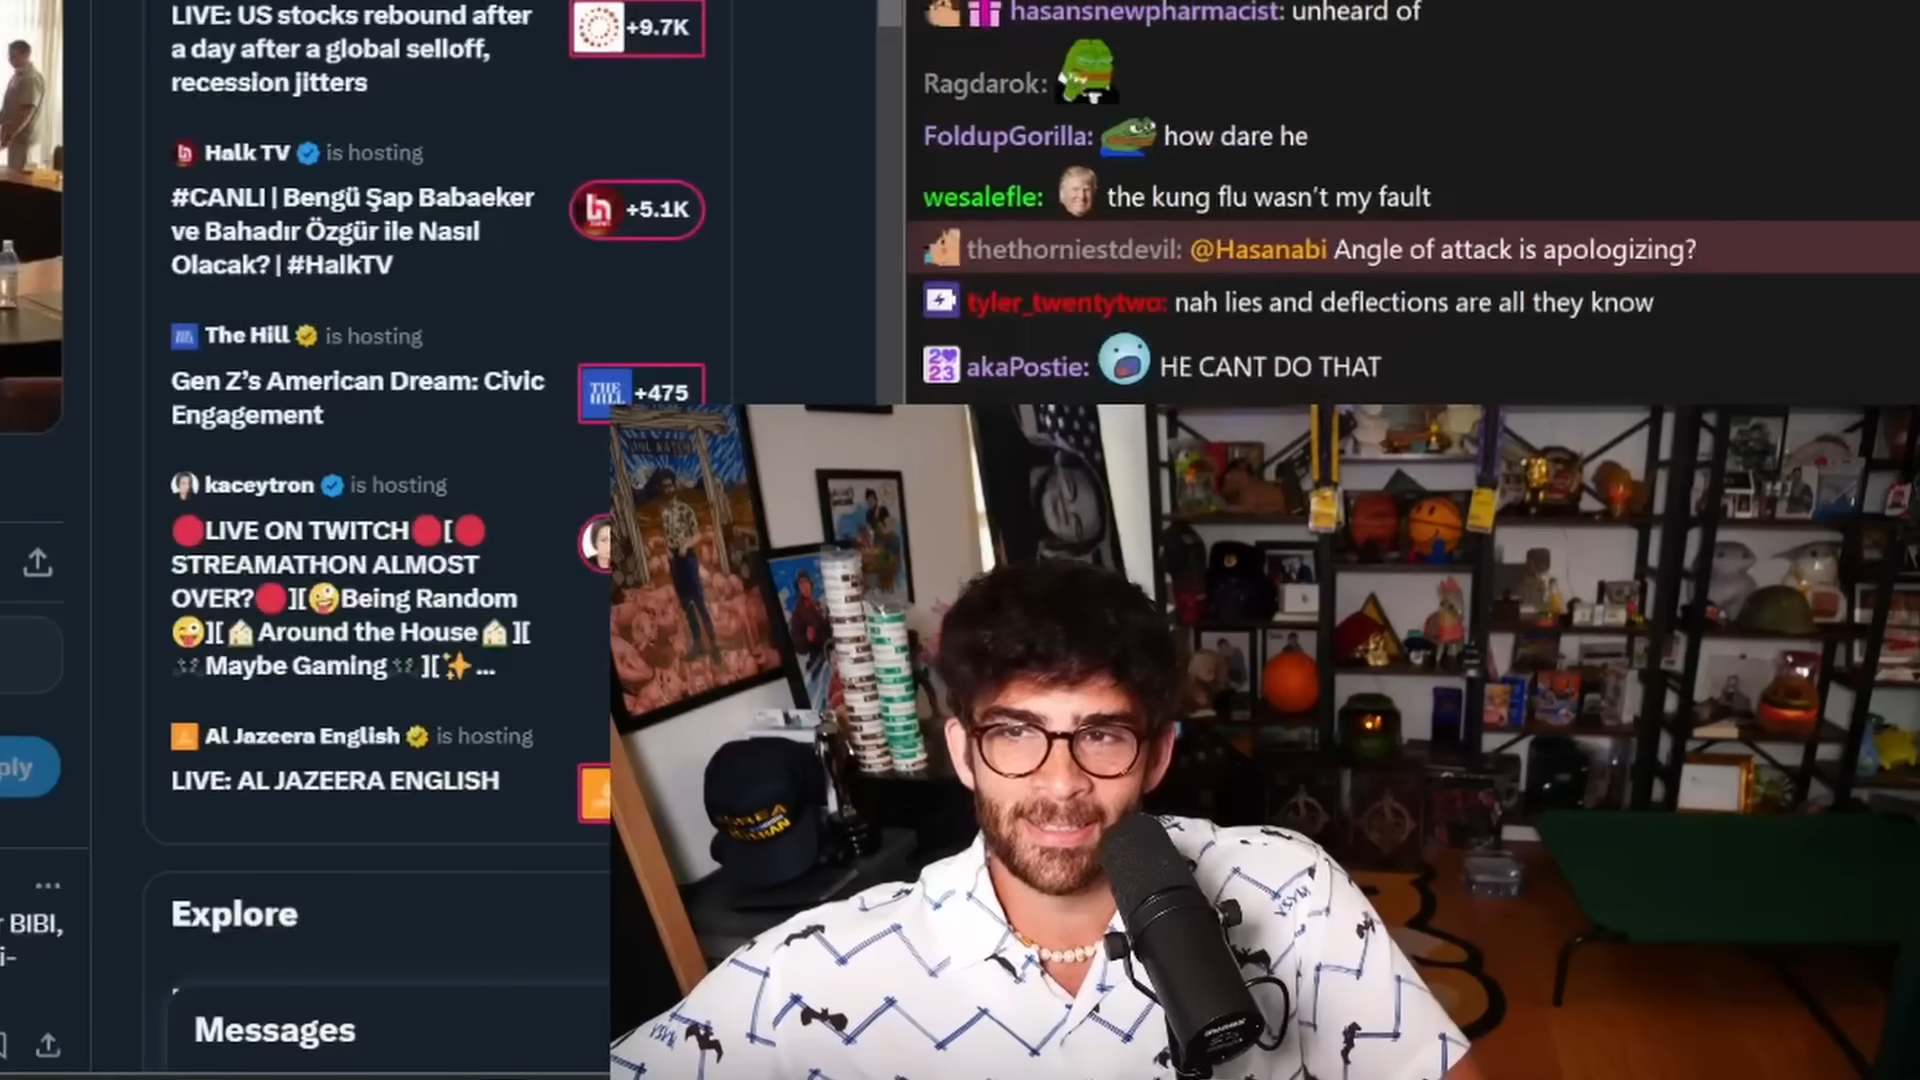 LIVE: US stocks rebound after
a day after a global selloff,
recession jitters
+9.7K
Halk TV is hosting
#CANLI | Bengü Şap Babaeker
ve Bahadır Özgür ile Nasıl
Olacak? | #HalkTV
+5.1K
The Hill is hosting
Gen Z’s American Dream: Civic
Engagement
THE HILL
+475
kaceytron is hosting
🔴LIVE ON TWITCH🔴[🔴
STREAMATHON ALMOST
OVER?🔴][🤪Being Random
😜][🏠Around the House🏠][
Maybe Gaming][✨...
Al Jazeera English is hosting
LIVE: AL JAZEERA ENGLISH
Explore
Messages
ply
r BIBI,
i-
hasansnewpharmacist: unheard of
Ragdarok:
FoldupGorilla: how dare he
wesalefle: the kung flu wasn’t my fault
thethorniestdevil: @Hasanabi Angle of attack is apologizing?
tyler_twentytwo: nah lies and deflections are all they know
2023 akaPostie: HE CANT DO THAT